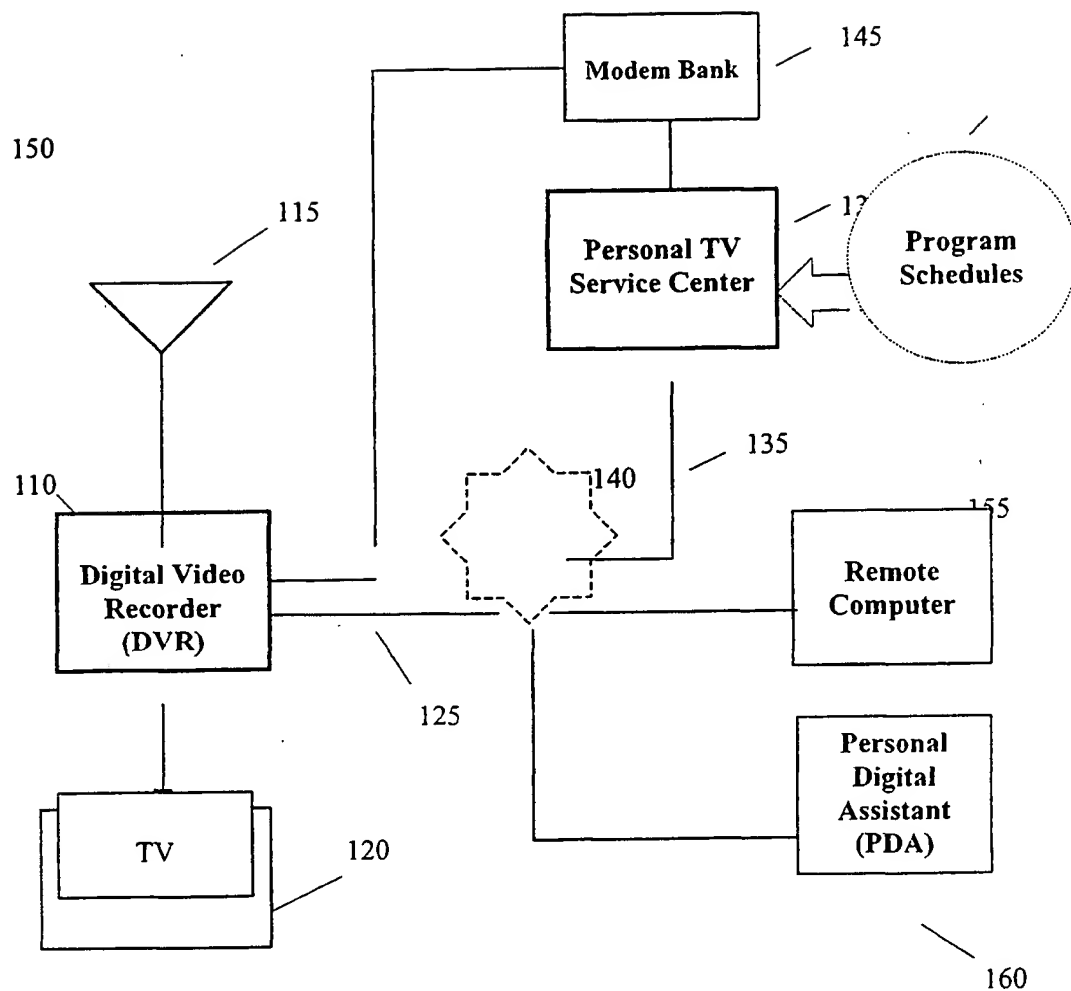 145
Modem Bank
150
115
Personal TV
Service Center
Program
Schedules
135
110
140
155
Digital Video
Recorder
(DVR)
Remote
Computer
125
Personal
Digital
Assistant
(PDA)
TV
120
160